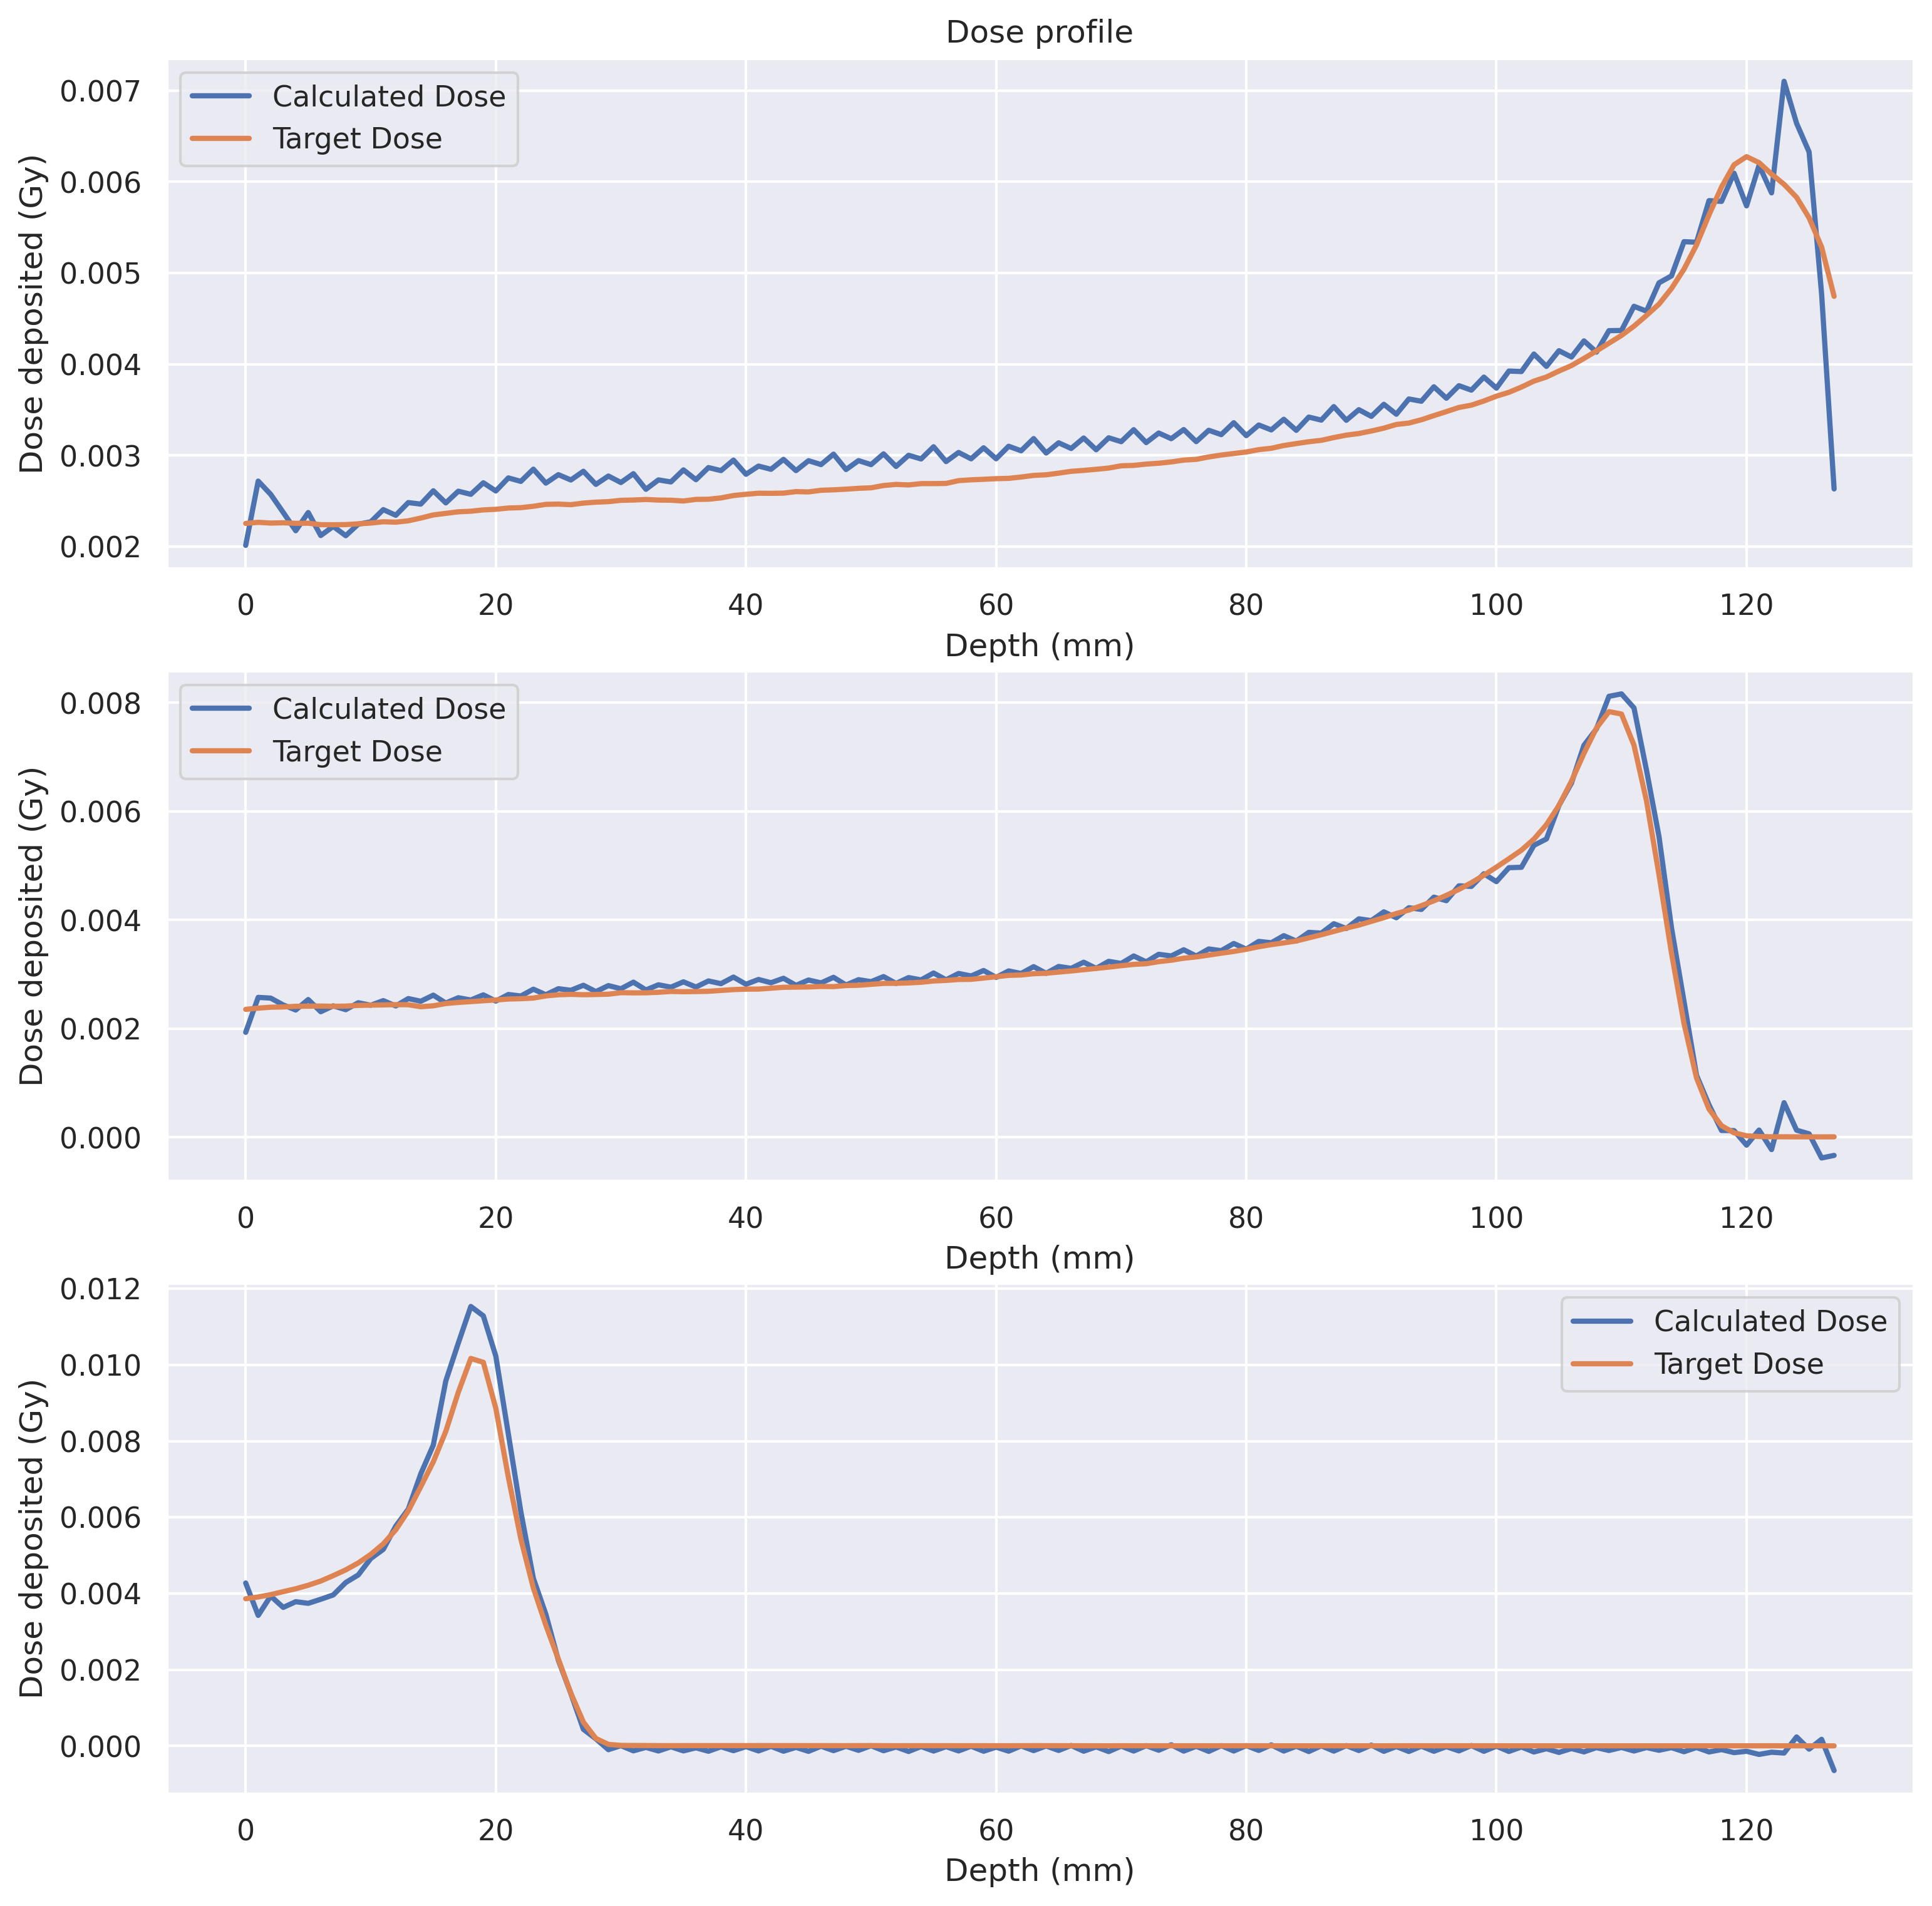 Dose profile
Dose deposited (Gy)
0.007
0.006
0.005
0.004
0.003
0.002
Calculated Dose
Target Dose
0 20 40 60 80 100 120
Depth (mm)
Dose deposited (Gy)
0.008
0.006
0.004
0.002
0.000
Calculated Dose
Target Dose
0 20 40 60 80 100 120
Depth (mm)
Dose deposited (Gy)
0.012
0.010
0.008
0.006
0.004
0.002
0.000
Calculated Dose
Target Dose
0 20 40 60 80 100 120
Depth (mm)